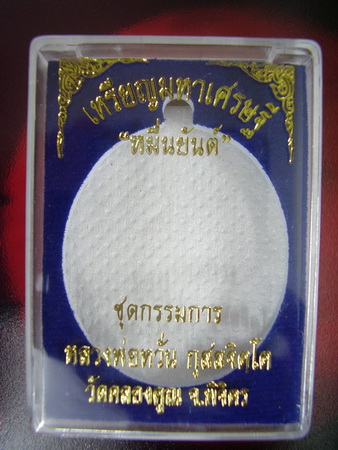 เหรียญมหาเศรษฐี
"หมื่นยันต์"
ชุดกรรมการ
หลวงพ่อหวั่น กุสลจิตโต
วัดคลองคูณ จ.พิจิตร